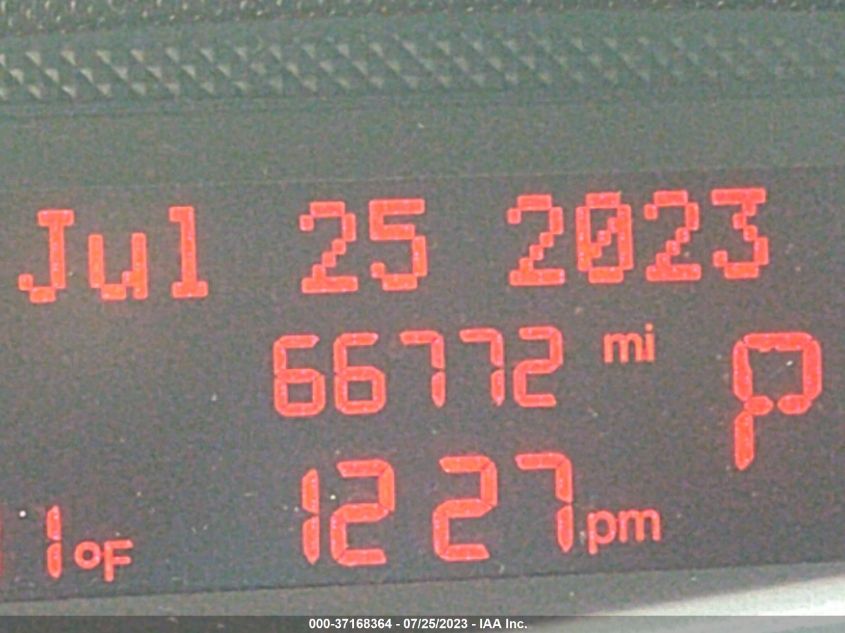 Jul 25 2023
66772 mi P
1 °F 12 27 pm
000-37168364 - 07/25/2023 - IAA Inc.